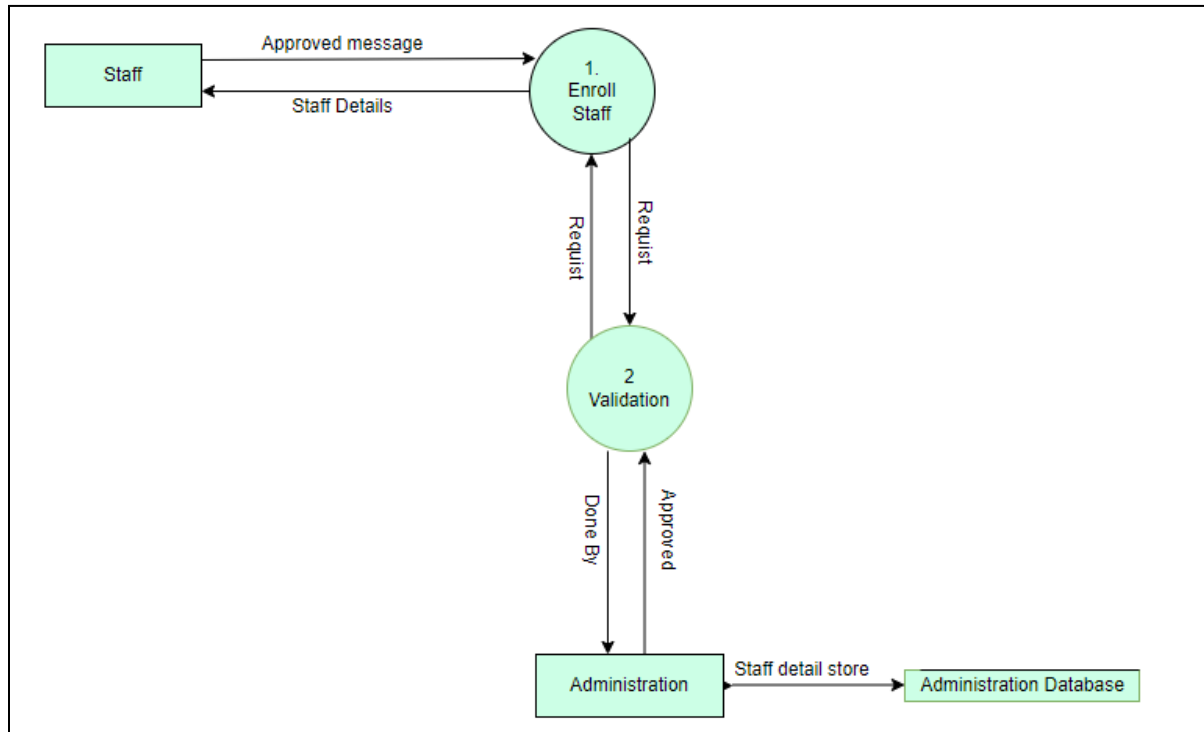 Approved message
Staff
Staff Details
1.
Enroll
Staff
Requist
Requist
2
Validation
Done By
Approved
Administration
Staff detail store
Administration Database